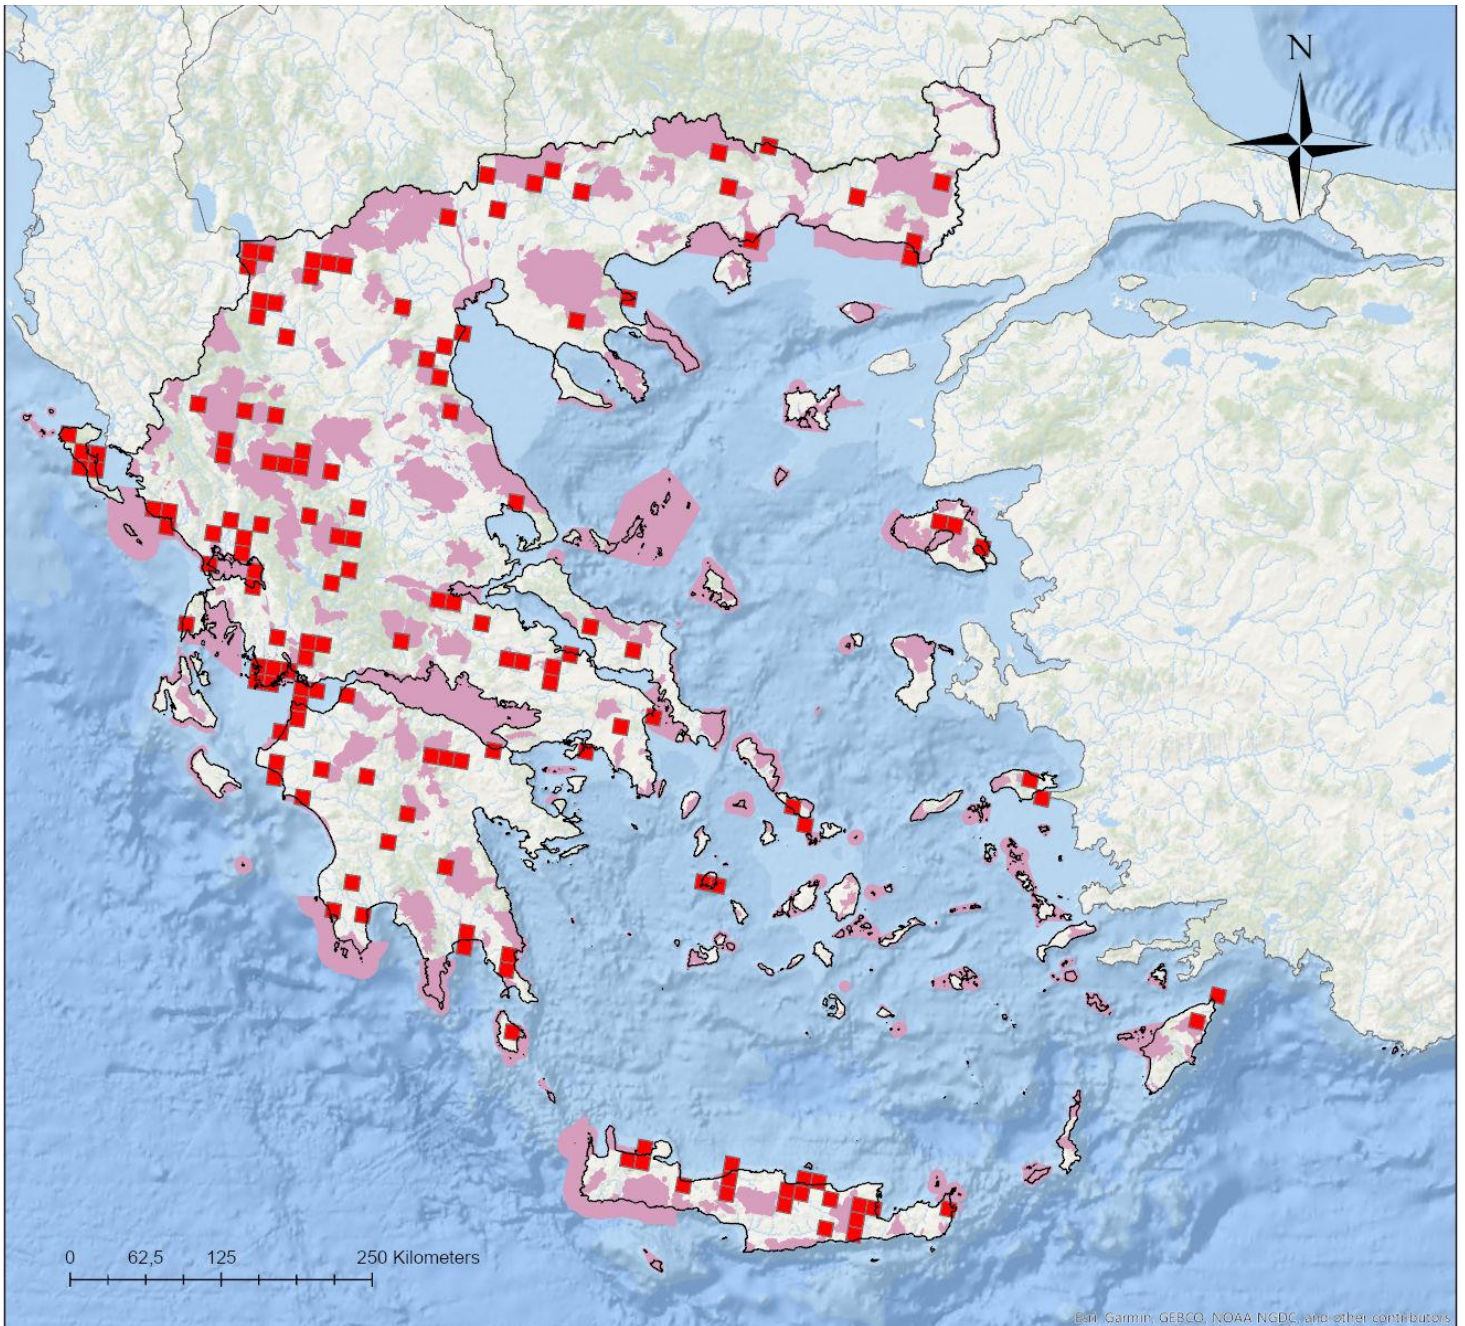 N
0 62,5 125 250 Kilometers
Esri, Garmin, GEBCO, NOAA NGDC, and other contributors